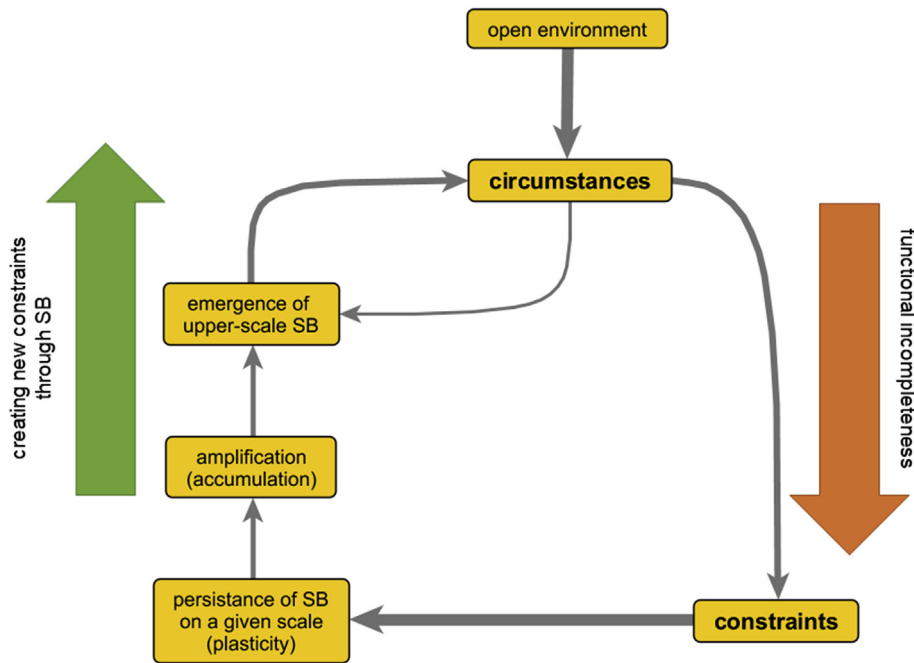 open environment
circumstances
creating new constraints
through SB
functional incompleteness
emergence of
upper-scale SB
amplification
(accumulation)
persistance of SB
on a given scale
(plasticity)
constraints